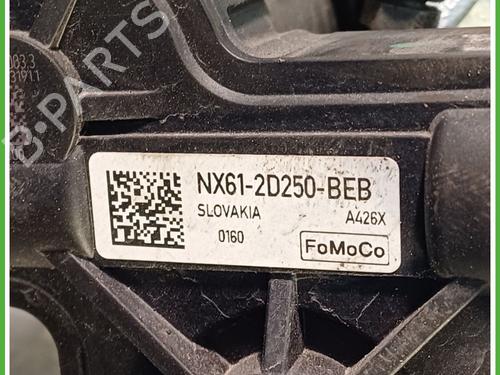 NX61-2D250-BEB
SLOVAKIA A426X
0160 FoMoCo
B-PARTS